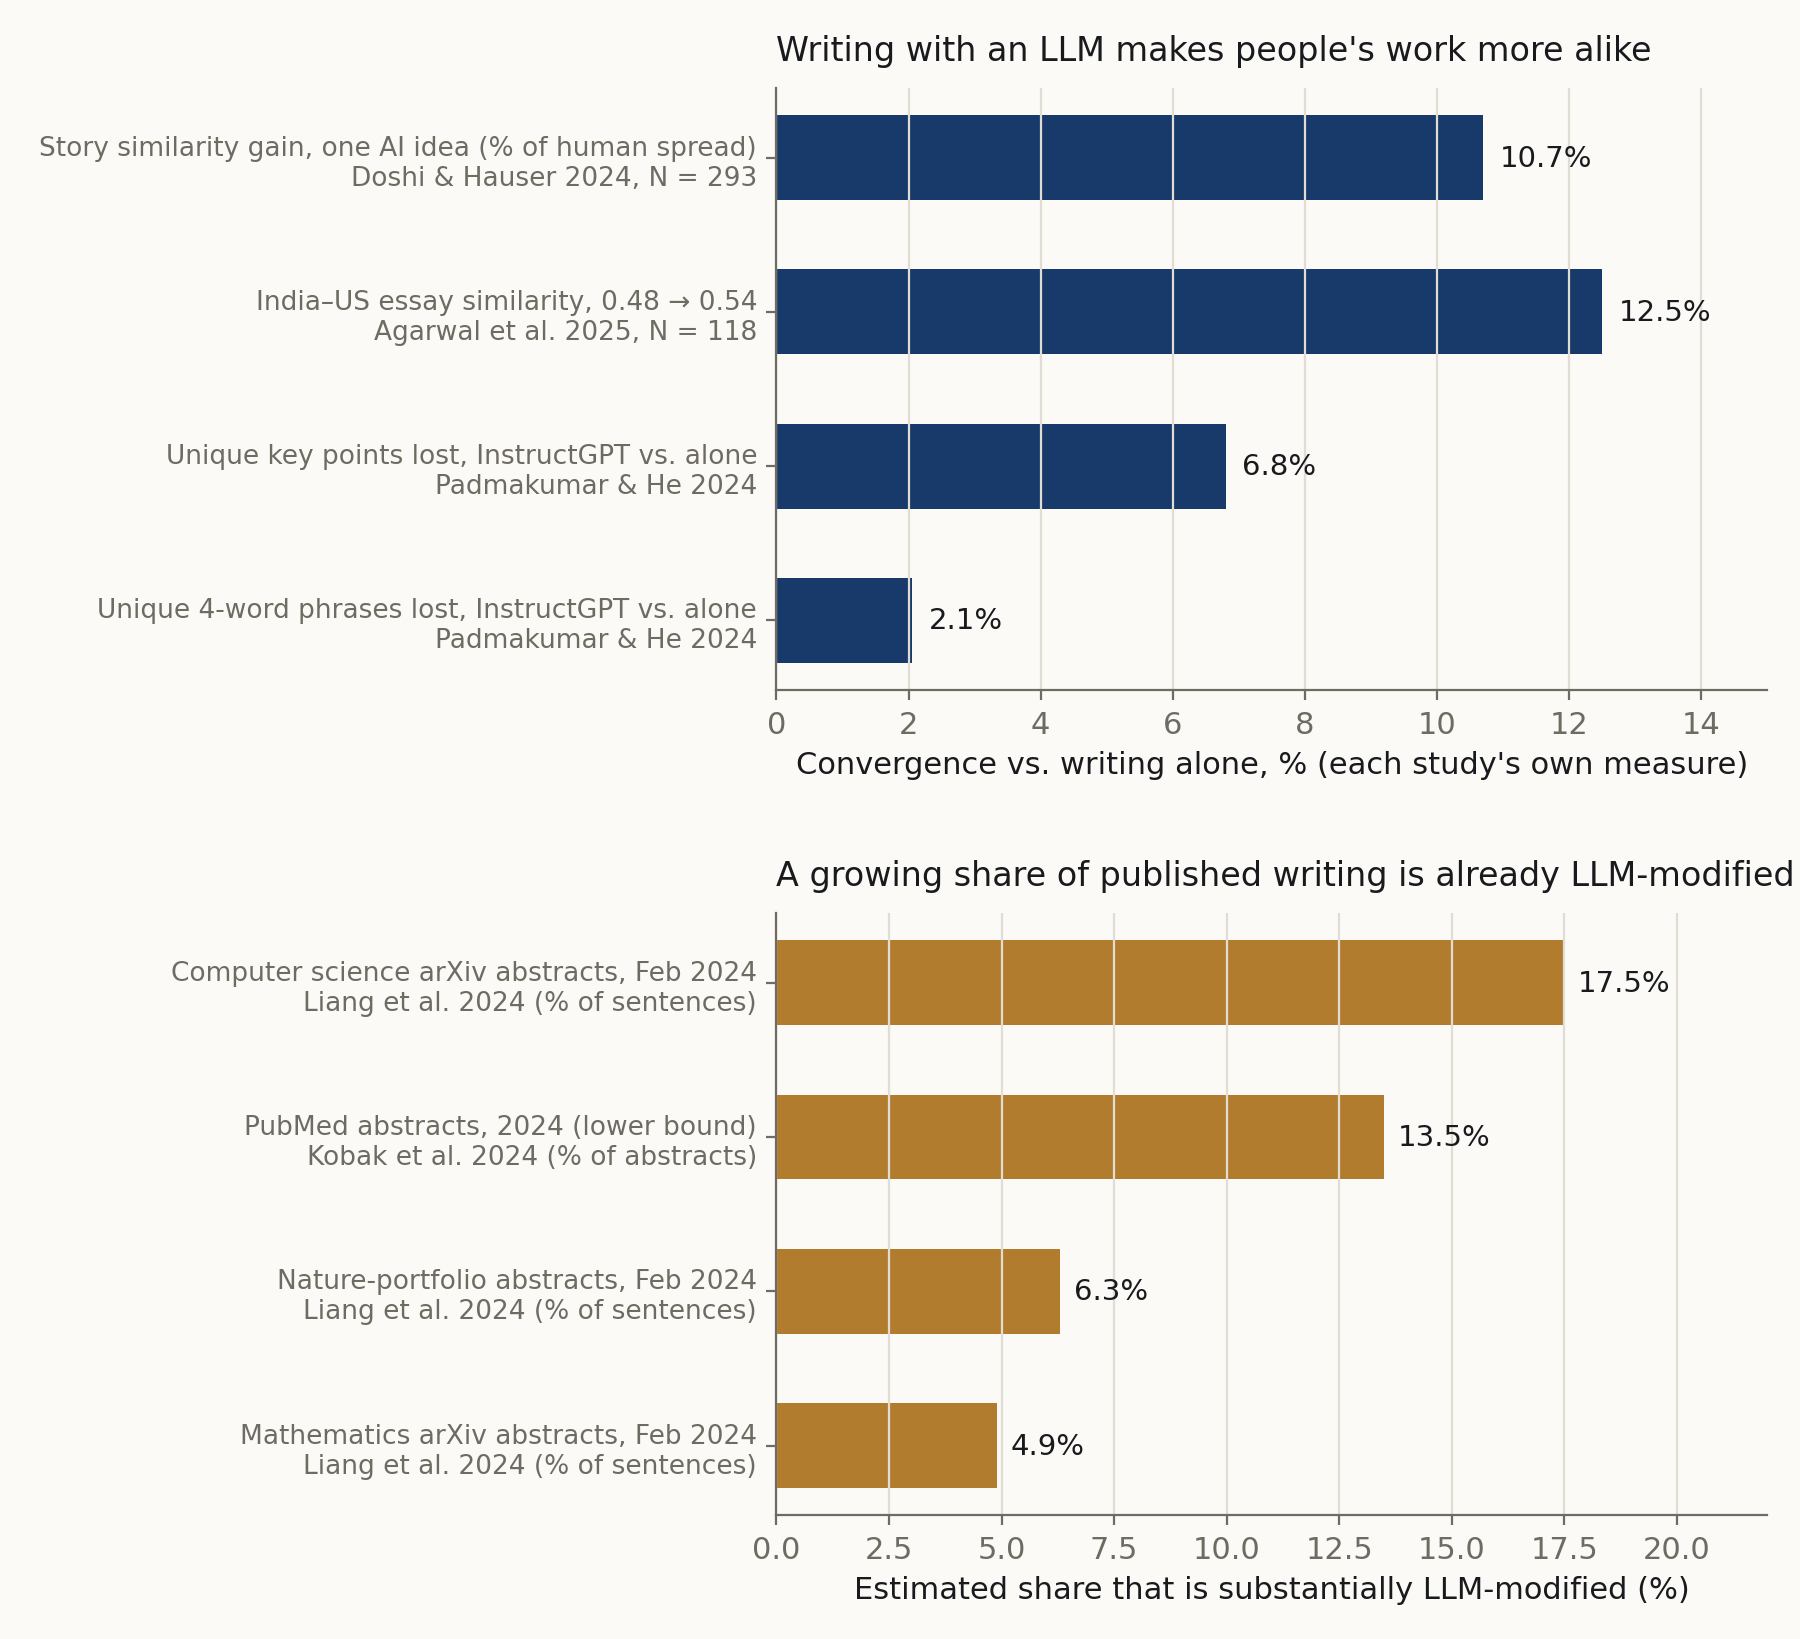 Writing with an LLM makes people's work more alike
Story similarity gain, one AI idea (% of human spread)
Doshi & Hauser 2024, N = 293
10.7%
India–US essay similarity, 0.48 → 0.54
Agarwal et al. 2025, N = 118
12.5%
Unique key points lost, InstructGPT vs. alone
Padmakumar & He 2024
6.8%
Unique 4-word phrases lost, InstructGPT vs. alone
Padmakumar & He 2024
2.1%
0 2 4 6 8 10 12 14
Convergence vs. writing alone, % (each study's own measure)
A growing share of published writing is already LLM-modified
Computer science arXiv abstracts, Feb 2024
Liang et al. 2024 (% of sentences)
17.5%
PubMed abstracts, 2024 (lower bound)
Kobak et al. 2024 (% of abstracts)
13.5%
Nature-portfolio abstracts, Feb 2024
Liang et al. 2024 (% of sentences)
6.3%
Mathematics arXiv abstracts, Feb 2024
Liang et al. 2024 (% of sentences)
4.9%
0.0 2.5 5.0 7.5 10.0 12.5 15.0 17.5 20.0
Estimated share that is substantially LLM-modified (%)